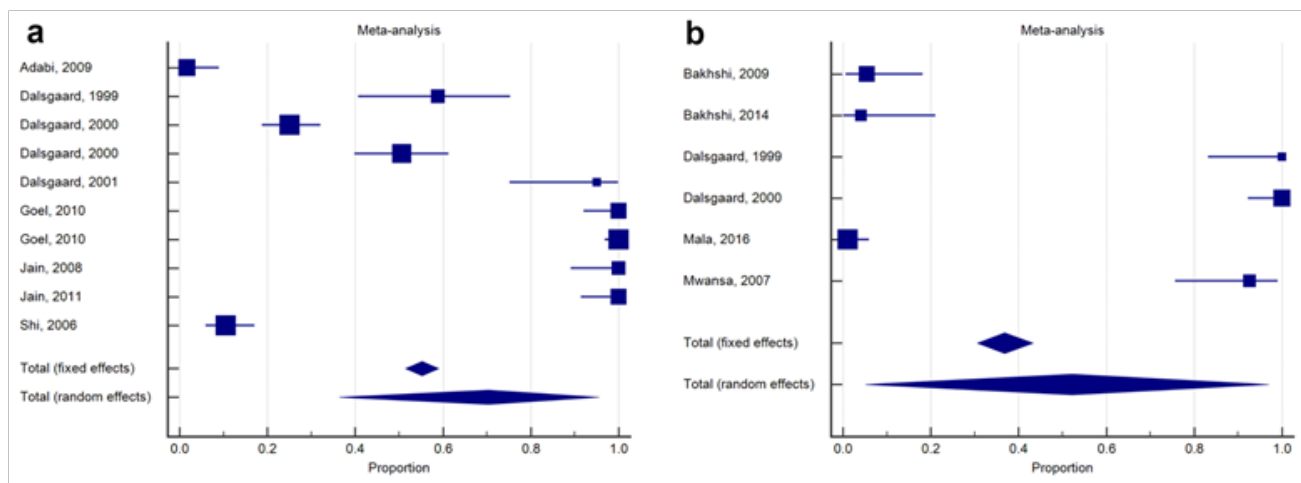 a
Meta-analysis
Adabi, 2009
Dalsgaard, 1999
Dalsgaard, 2000
Dalsgaard, 2000
Dalsgaard, 2001
Goel, 2010
Goel, 2010
Jain, 2008
Jain, 2011
Shi, 2006
Total (fixed effects)
Total (random effects)
0.0 0.2 0.4 0.6 0.8 1.0
Proportion
b
Meta-analysis
Bakhshi, 2009
Bakhshi, 2014
Dalsgaard, 1999
Dalsgaard, 2000
Mala, 2016
Mwansa, 2007
Total (fixed effects)
Total (random effects)
0.0 0.2 0.4 0.6 0.8 1.0
Proportion